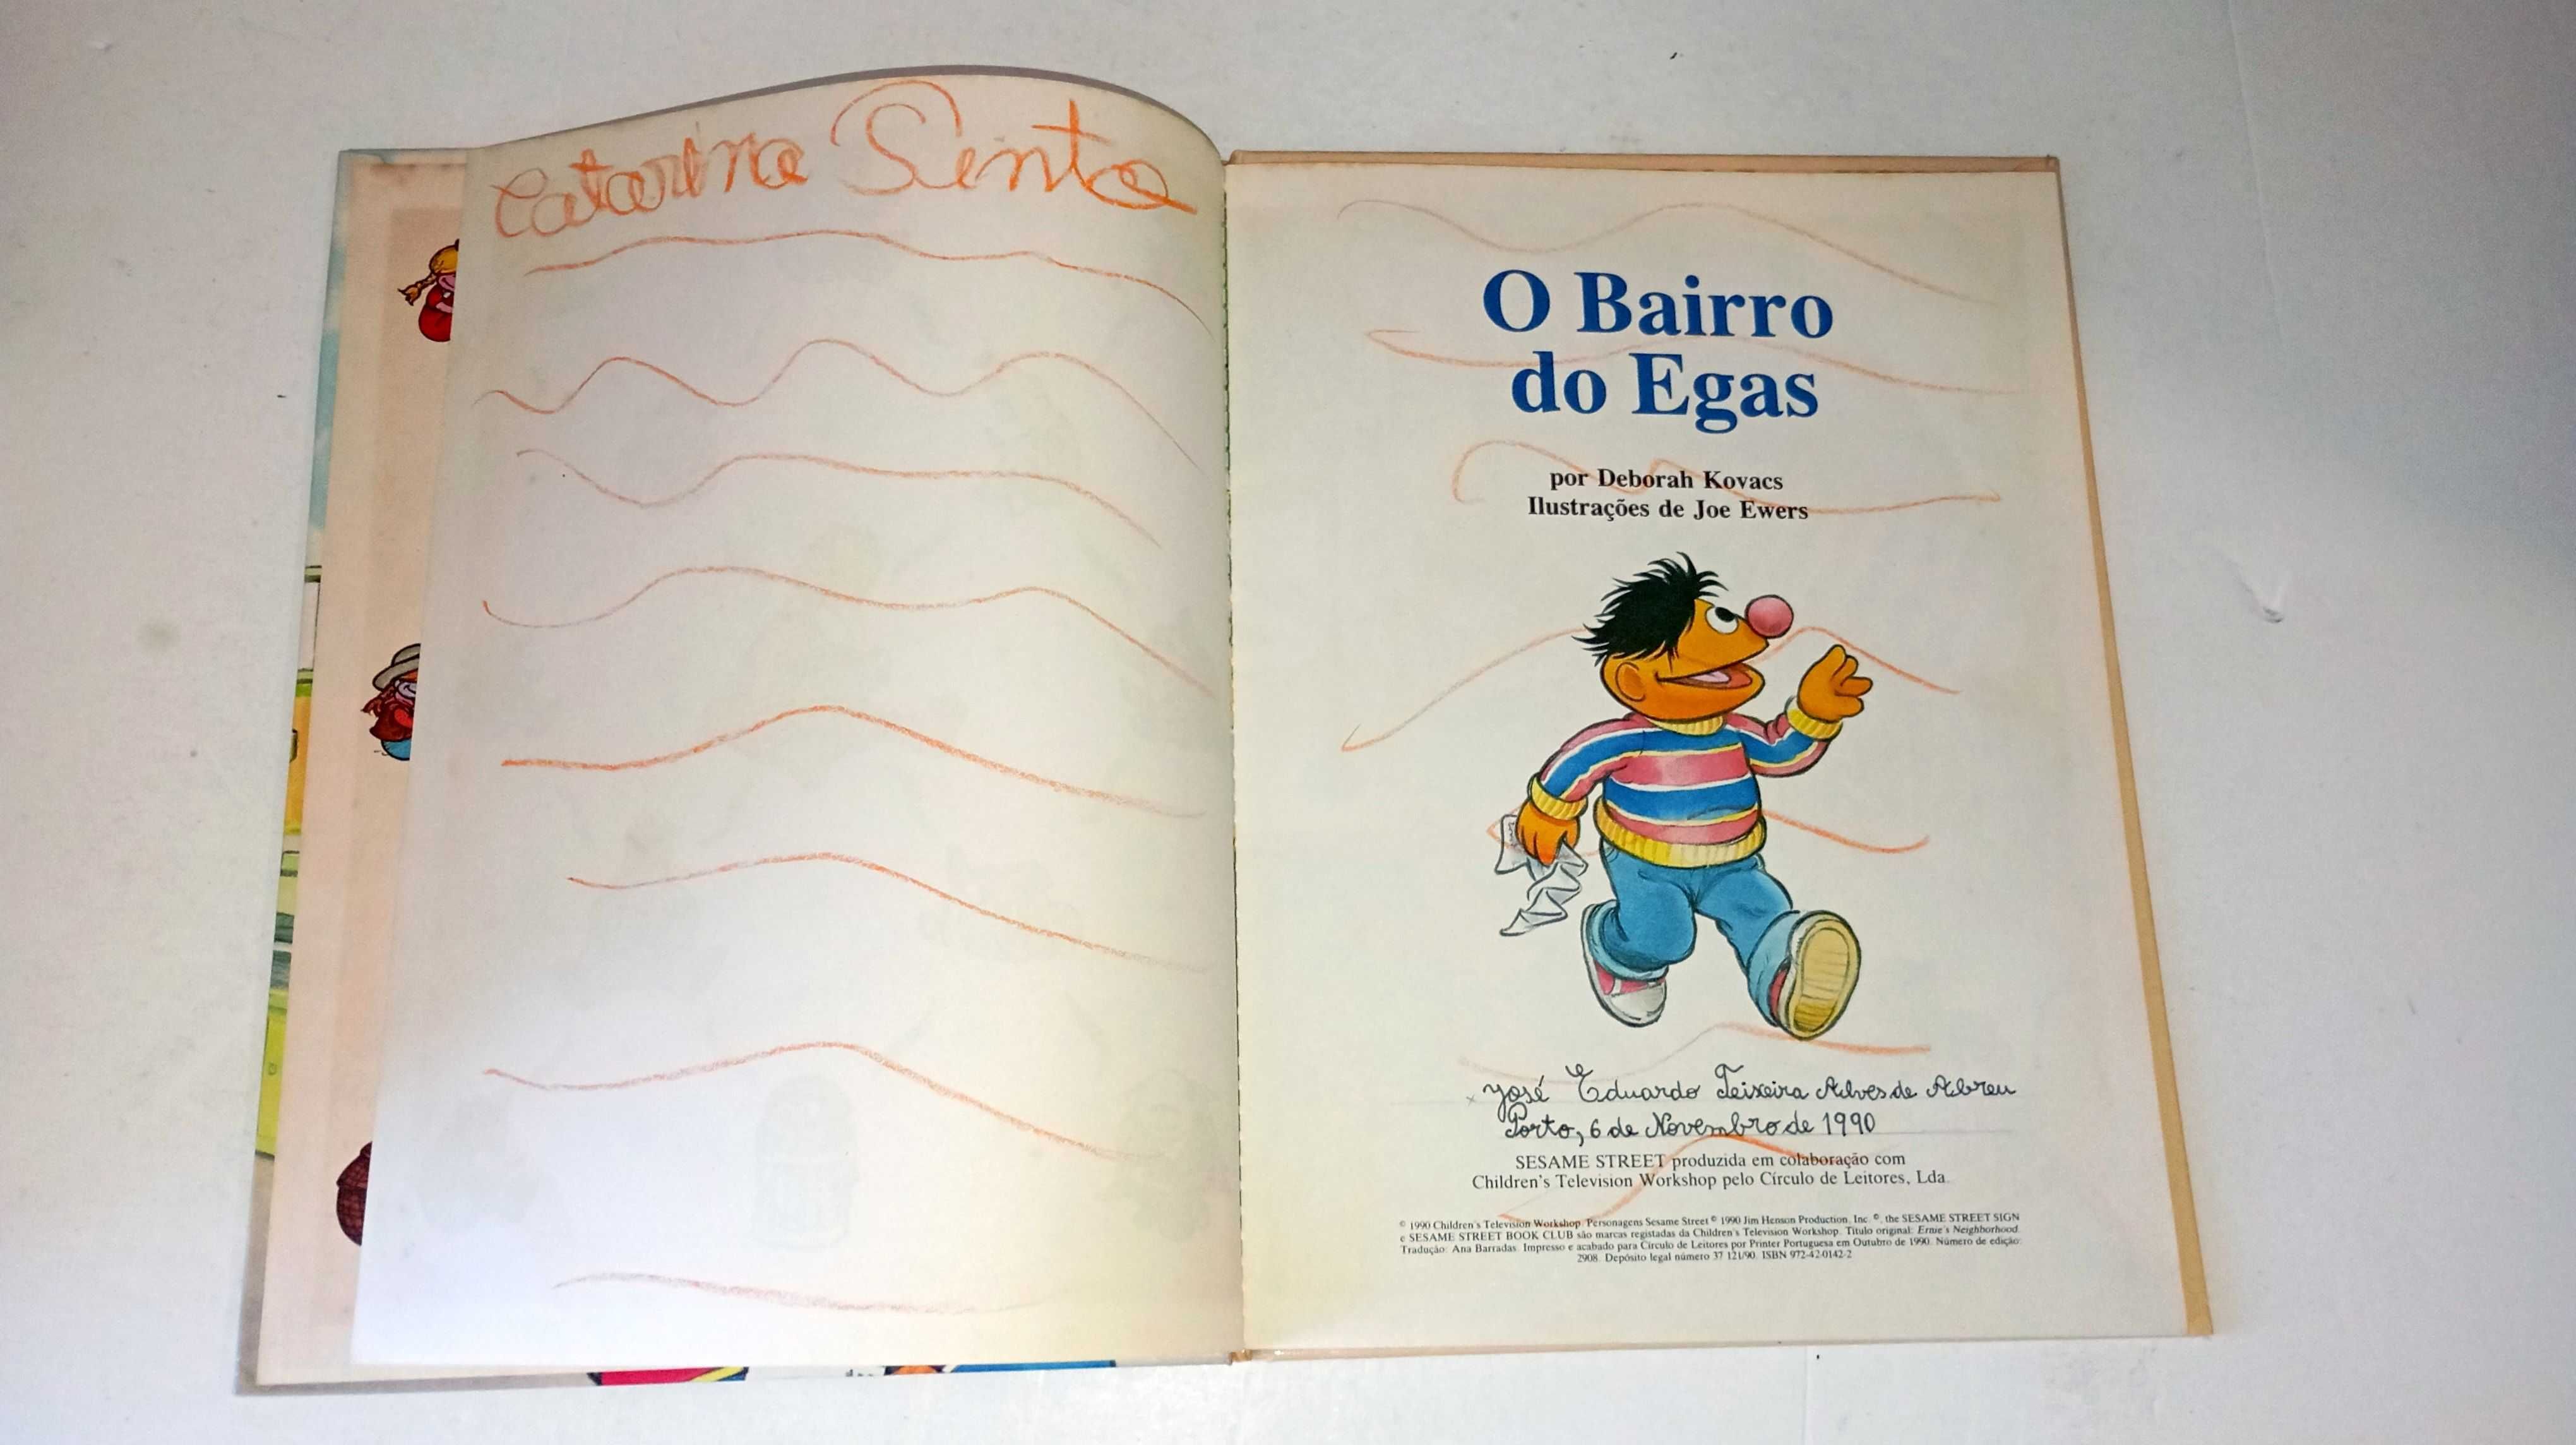 Catarina
O Bairro
do Egas
por Deborah Kovacs
Ilustrações de Joe Ewers
José Eduardo Teixeira Alves de Abreu
Porto, 6 de Novembro de 1990
SESAME STREET produzida em colaboração com
Children's Television Workshop pelo Círculo de Leitores, Lda.
© 1990 Children's Television Workshop. Personagens Sesame Street © 1990 Jim Henson Production, Inc. ©, the SESAME STREET SIGN
e SESAME STREET BOOK CLUB são marcas registadas da Children's Television Workshop. Título original: Ernie's Neighborhood.
Tradução: Ana Barradas. Impresso e acabado para Círculo de Leitores por Printer Portuguesa em Outubro de 1990. Número de edição:
2908. Depósito legal número 37 121/90. ISBN 972-42-0142-2